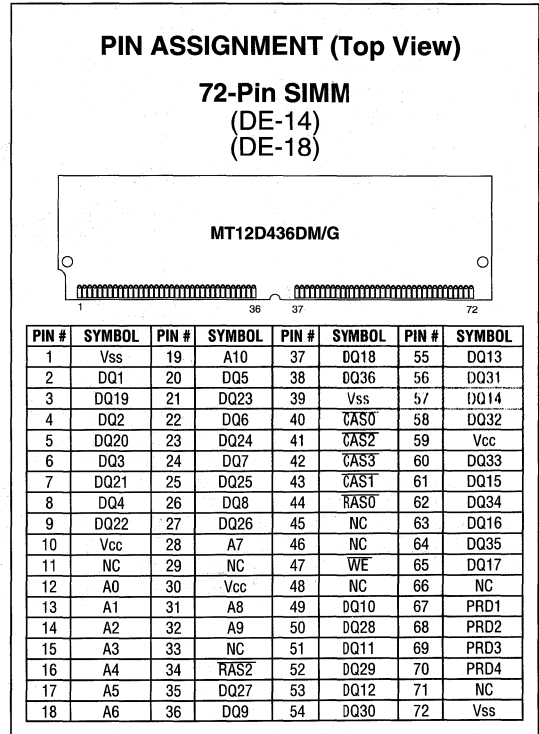 PIN ASSIGNMENT (Top View)
72-Pin SIMM
(DE-14)
(DE-18)
MT12D436DM/G
1 36 37 72
PIN # SYMBOL PIN # SYMBOL PIN # SYMBOL PIN # SYMBOL
1 Vss 19 A10 37 DQ18 55 DQ13
2 DQ1 20 DQ5 38 DQ36 56 DQ31
3 DQ19 21 DQ23 39 Vss 57 DQ14
4 DQ2 22 DQ6 40 C̅A̅S̅0̅ 58 DQ32
5 DQ20 23 DQ24 41 C̅A̅S̅2̅ 59 Vcc
6 DQ3 24 DQ7 42 C̅A̅S̅3̅ 60 DQ33
7 DQ21 25 DQ25 43 C̅A̅S̅1̅ 61 DQ15
8 DQ4 26 DQ8 44 R̅A̅S̅0̅ 62 DQ34
9 DQ22 27 DQ26 45 NC 63 DQ16
10 Vcc 28 A7 46 NC 64 DQ35
11 NC 29 NC 47 W̅E̅ 65 DQ17
12 A0 30 Vcc 48 NC 66 NC
13 A1 31 A8 49 DQ10 67 PRD1
14 A2 32 A9 50 DQ28 68 PRD2
15 A3 33 NC 51 DQ11 69 PRD3
16 A4 34 R̅A̅S̅2̅ 52 DQ29 70 PRD4
17 A5 35 DQ27 53 DQ12 71 NC
18 A6 36 DQ9 54 DQ30 72 Vss